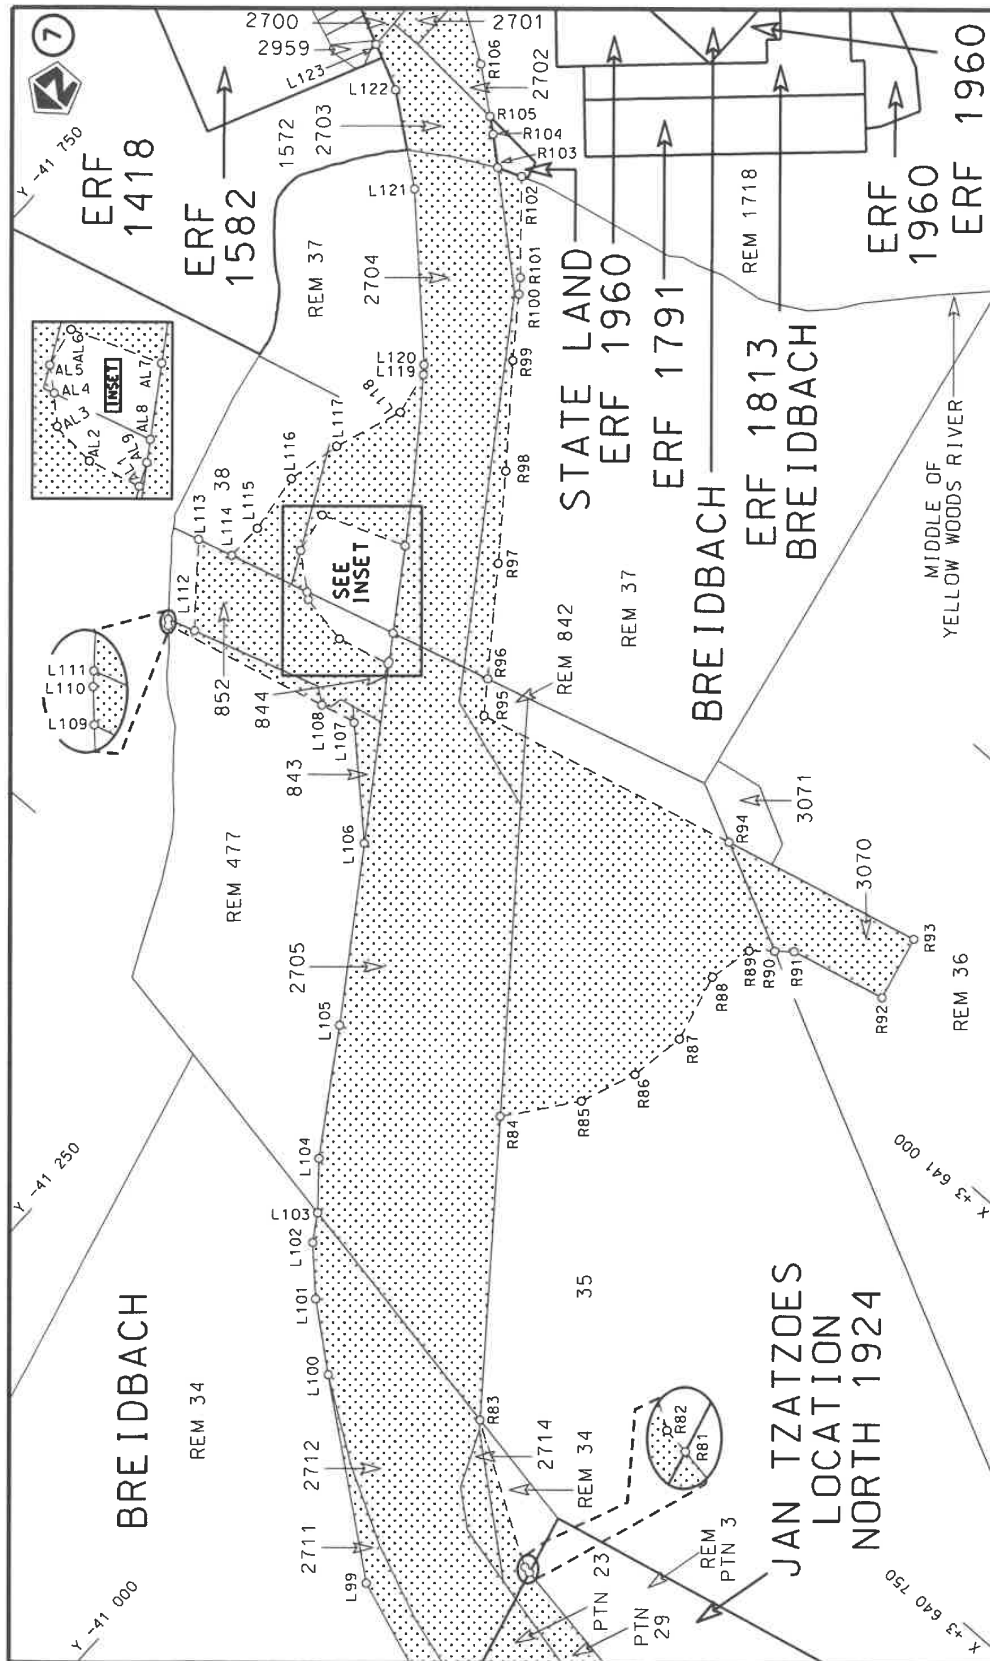 7
Y -41 000
Y -41 250
Y -41 750
X +3 640 750
X +3 641 000
BREIDBACH
REM 34
REM 477
ERF
1418
ERF
1582
1572
2703
2959
2700
2701
2702
2704
REM 37
38
852
844
843
2705
2712
2711
2714
REM 34
35
PTN 23
PTN
29
REM
PTN 3
JAN TZATZOES
LOCATION
NORTH 1924
REM 36
3070
3071
REM 842
REM 37
REM 1718
MIDDLE OF
YELLOW WOODS RIVER
STATE LAND
ERF 1960
ERF 1791
BREIDBACH
ERF 1813
BREIDBACH
ERF
1960
ERF 1960
SEE
INSET
INSET
AL1
AL2
AL3
AL4
AL5
AL6
AL7
AL8
AL9
L99
L100
L101
L102
L103
L104
L105
L106
L107
L108
L109
L110
L111
L112
L113
L114
L115
L116
L117
L118
L119
L120
L121
L122
L123
R81
R82
R83
R84
R85
R86
R87
R88
R89
R90
R91
R92
R93
R94
R95
R96
R97
R98
R99
R100
R101
R102
R103
R104
R105
R106